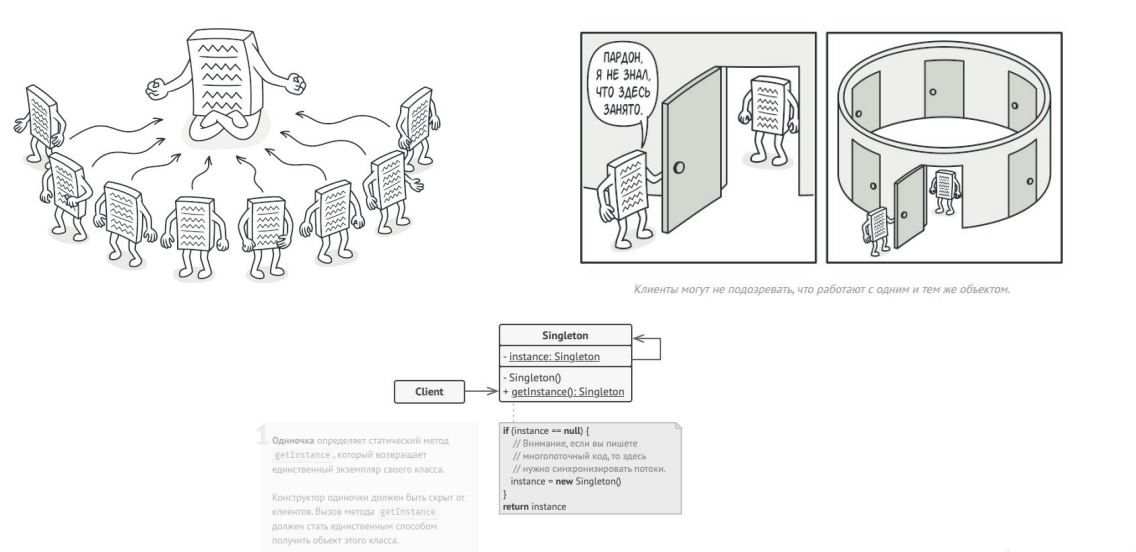 ПАРДОН,
Я НЕ ЗНАЛ,
ЧТО ЗДЕСЬ
ЗАНЯТО.
Клиенты могут не подозревать, что работают с одним и тем же объектом.
Singleton
- instance: Singleton
- Singleton()
+ getInstance(): Singleton
Client
if (instance == null) {
// Внимание, если вы пишете
// многопоточный код, то здесь
// нужно синхронизировать потоки.
instance = new Singleton()
}
return instance
1
Одиночка определяет статический метод
getInstance, который возвращает
единственный экземпляр своего класса.
Конструктор одиночки должен быть скрыт от
клиентов. Вызов метода getInstance
должен стать единственным способом
получить объект этого класса.